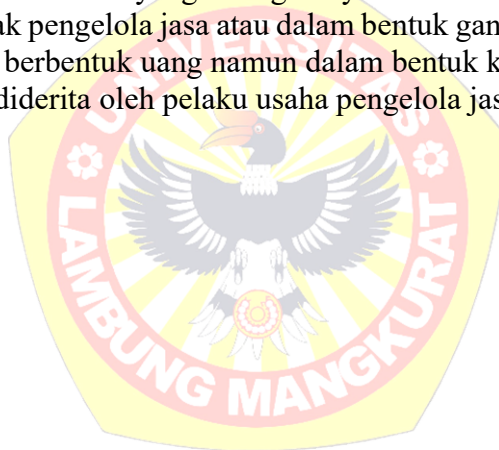 ak pengelola jasa atau dalam bentuk gan
berbentuk uang namun dalam bentuk k
diderita oleh pelaku usaha pengelola jas
UNIVERSITAS
LAMBUNG MANGKURAT